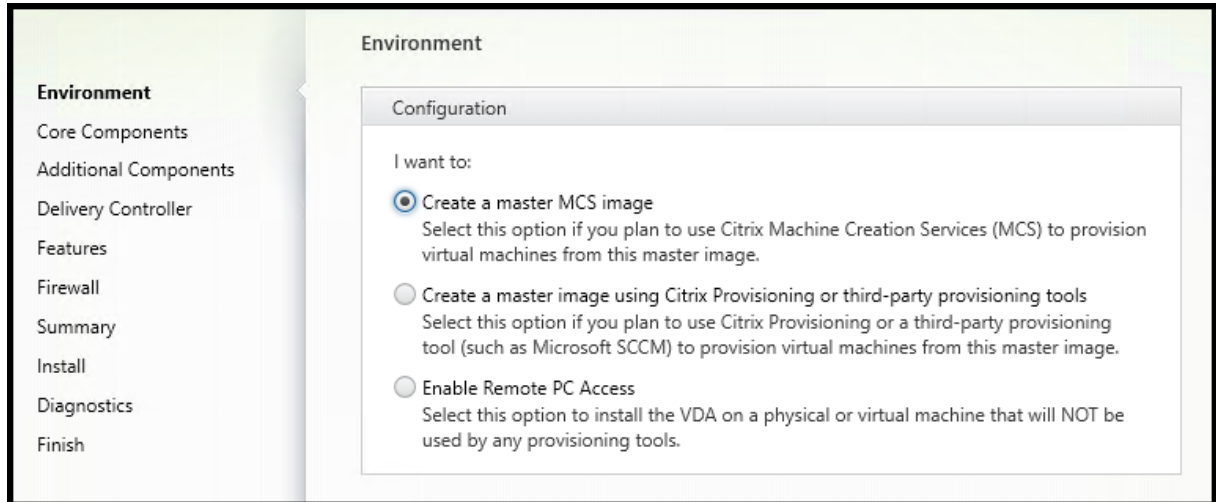 Environment
Core Components
Additional Components
Delivery Controller
Features
Firewall
Summary
Install
Diagnostics
Finish
Environment
Configuration
I want to:
Create a master MCS image
Select this option if you plan to use Citrix Machine Creation Services (MCS) to provision
virtual machines from this master image.
Create a master image using Citrix Provisioning or third-party provisioning tools
Select this option if you plan to use Citrix Provisioning or a third-party provisioning
tool (such as Microsoft SCCM) to provision virtual machines from this master image.
Enable Remote PC Access
Select this option to install the VDA on a physical or virtual machine that will NOT be
used by any provisioning tools.